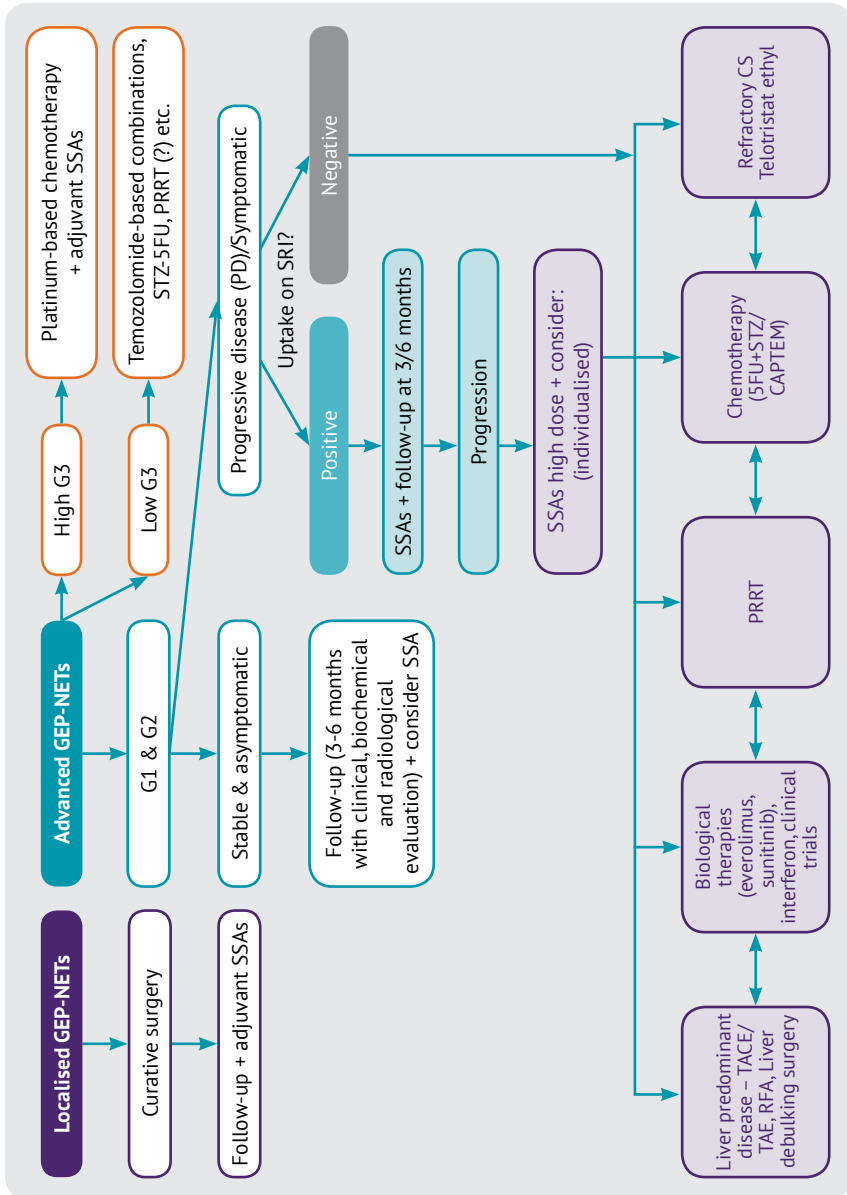 Localised GEP-NETs
Curative surgery
Follow-up + adjuvant SSAs
Advanced GEP-NETs
G1 & G2
Stable & asymptomatic
Follow-up (3-6 months
with clinical, biochemical
and radiological
evaluation) + consider SSA
High G3
Platinum-based chemotherapy
+ adjuvant SSAs
Low G3
Temozolomide-based combinations,
STZ-5FU, PRRT (?) etc.
Progressive disease (PD)/Symptomatic
Uptake on SRI?
Positive
Negative
SSAs + follow-up at 3/6 months
Progression
SSAs high dose + consider:
(individualised)
Liver predominant
disease – TACE/
TAE, RFA, Liver
debulking surgery
Biological
therapies
(everolimus,
sunitinib),
interferon, clinical
trials
PRRT
Chemotherapy
(5FU+STZ/
CAPTEM)
Refractory CS
Telotristat ethyl